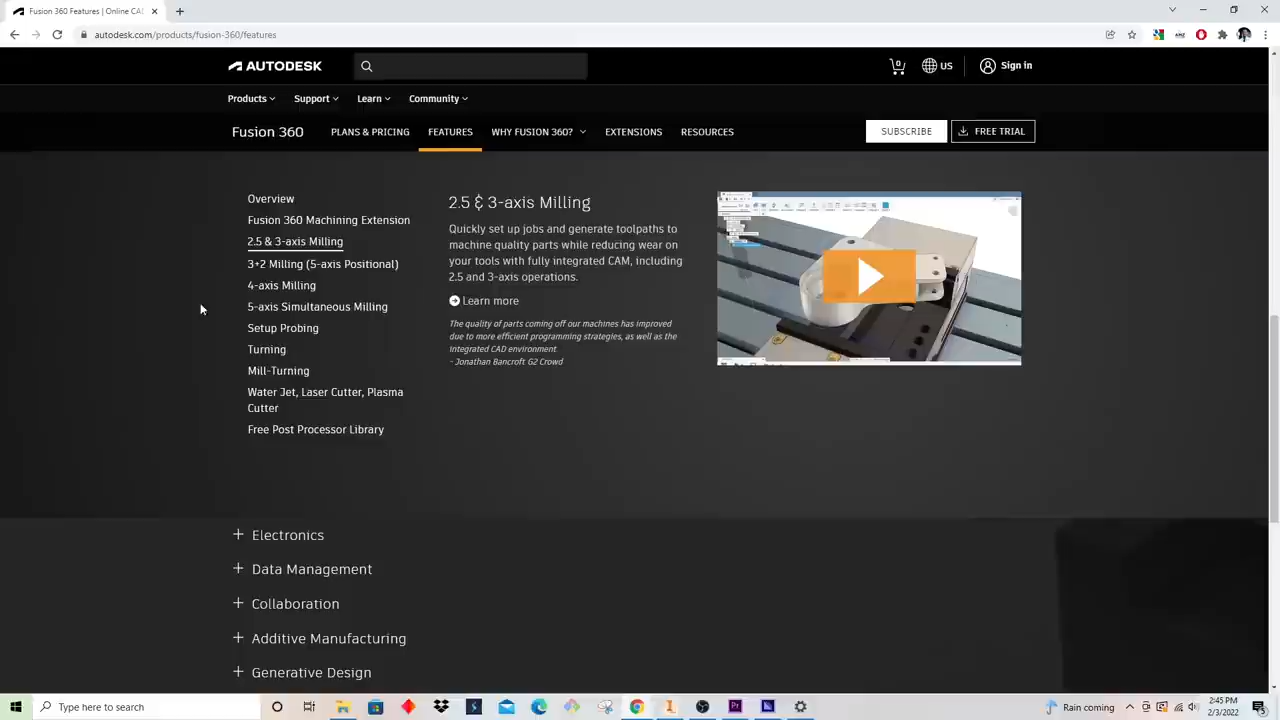 Fusion 360 Features | Online CA
autodesk.com/products/fusion-360/features
AUTODESK
0
US
Sign in
Products
Support
Learn
Community
Fusion 360
PLANS & PRICING
FEATURES
WHY FUSION 360?
EXTENSIONS
RESOURCES
SUBSCRIBE
FREE TRIAL
Overview
Fusion 360 Machining Extension
2.5 & 3-axis Milling
3+2 Milling (5-axis Positional)
4-axis Milling
5-axis Simultaneous Milling
Setup Probing
Turning
Mill-Turning
Water Jet, Laser Cutter, Plasma
Cutter
Free Post Processor Library
2.5 & 3-axis Milling
Quickly set up jobs and generate toolpaths to
machine quality parts while reducing wear on
your tools with fully integrated CAM, including
2.5 and 3-axis operations.
Learn more
The quality of parts coming off our machines has improved
due to more efficient programming strategies, as well as the
integrated CAD environment
- Jonathan Bancroft G2 Crowd
Electronics
Data Management
Collaboration
Additive Manufacturing
Generative Design
Type here to search
Pr
Rain coming
2:45 PM
2/3/2022